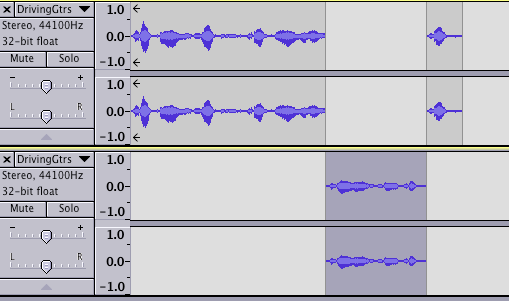 × DrivingGtrs
Stereo, 44100Hz
32-bit float
Mute Solo
- +
L R
1.0
0.0
-1.0
1.0
0.0
-1.0
× DrivingGtrs
Stereo, 44100Hz
32-bit float
Mute Solo
- +
L R
1.0
0.0
-1.0
1.0
0.0
-1.0